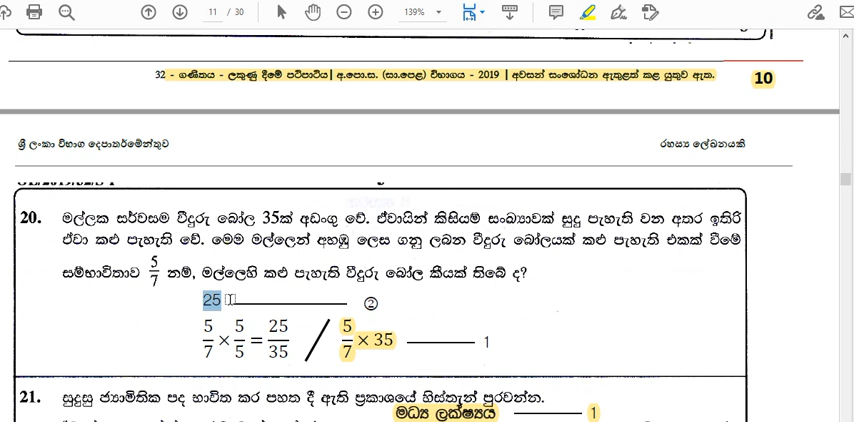 11 / 30
139%
32 - ගණිතය - ලකුණු දීමේ පටිපාටිය| අ.පො.ස. (සා.පෙළ) විභාගය - 2019 | අවසන් සංශෝධන ඇතුළත් කළ යුතුව ඇත.
10
ශ්‍රී ලංකා විභාග දෙපාර්තමේන්තුව
රහස්‍ය ලේඛනයකි
20. මල්ලක සර්වසම වීදුරු බෝල 35ක් අඩංගු වේ. ඒවායින් කිසියම් සංඛ්‍යාවක් සුදු පැහැති වන අතර ඉතිරි
ඒවා කළු පැහැති වේ. මෙම මල්ලෙන් අහඹු ලෙස ගනු ලබන වීදුරු බෝලයක් කළු පැහැති එකක් වීමේ
සම්භාවිතාව 5/7 නම්, මල්ලෙහි කළු පැහැති වීදුරු බෝල කීයක් තිබේ ද?
25 ②
5/7 × 5/5 = 25/35 / 5/7 × 35 1
21. සුදුසු ජ්‍යාමිතික පද භාවිත කර පහත දී ඇති ප්‍රකාශයේ හිස්තැන් පුරවන්න.
මධ්‍ය ලක්ෂ්‍යය 1